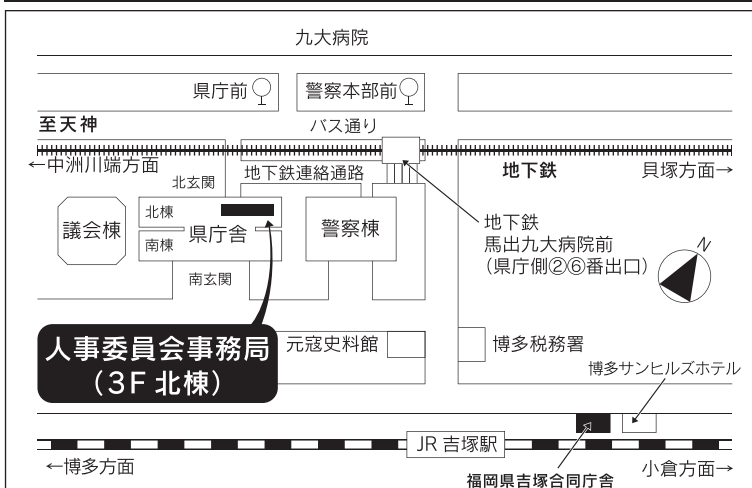 九大病院
県庁前
警察本部前
至天神
バス通り
←中洲川端方面
地下鉄
貝塚方面→
北玄関
地下鉄連絡通路
議会棟
北棟
県庁舎
南棟
警察棟
地下鉄
馬出九大病院前
(県庁側②⑥番出口)
N
南玄関
人事委員会事務局
(3F 北棟)
元寇史料館
博多税務署
博多サンヒルズホテル
JR 吉塚駅
←博多方面
小倉方面→
福岡県吉塚合同庁舎